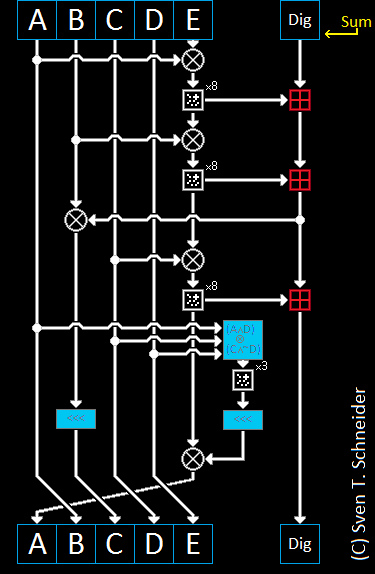 A B C D E Dig
Sum
x8
x8
x8
(A∧D)
@
(C∧~D)
x3
<<< <<<
A B C D E Dig
(C) Sven T. Schneider